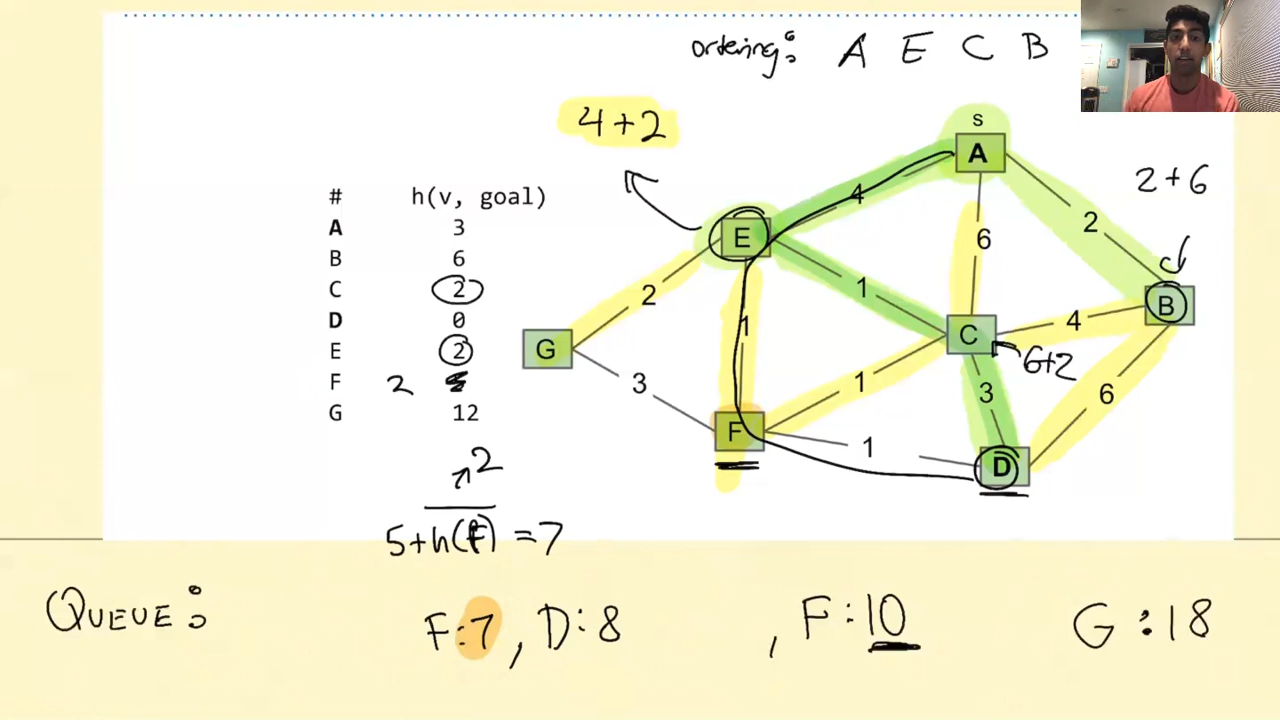 ordering: A E C B
4+2
s
A
2+6
# h(v, goal)
A 3
B 6
C 2
D 0
E 2
F 2
G 12
E
4
2
6
B
2
1
1
C
4
6+2
G
3
1
3
6
F
1
D
2
5+h(F)=7
QUEUE: F:7, D:8 , F:10 G:18